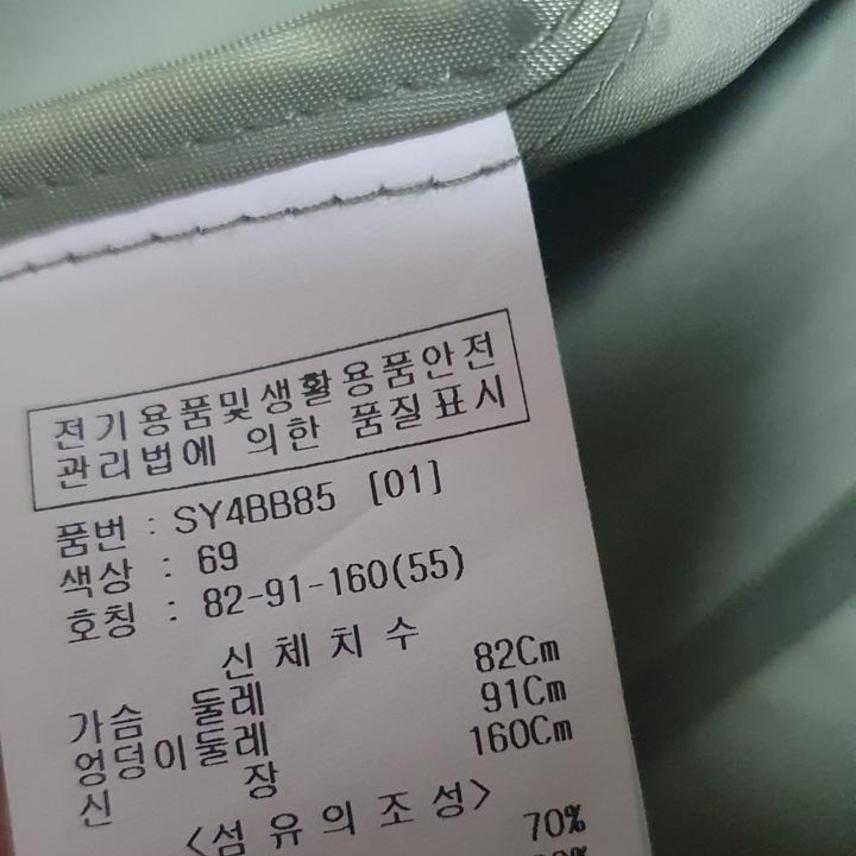 전기용품및생활용품안전
관리법에 의한 품질표시
품번 : SY4BB85 [01]
색상 : 69
호칭 : 82-91-160(55)
신 체 치 수
가슴 둘레 82Cm
엉덩이둘레 91Cm
신 장 160Cm
<섬 유 의 조 성>
70%